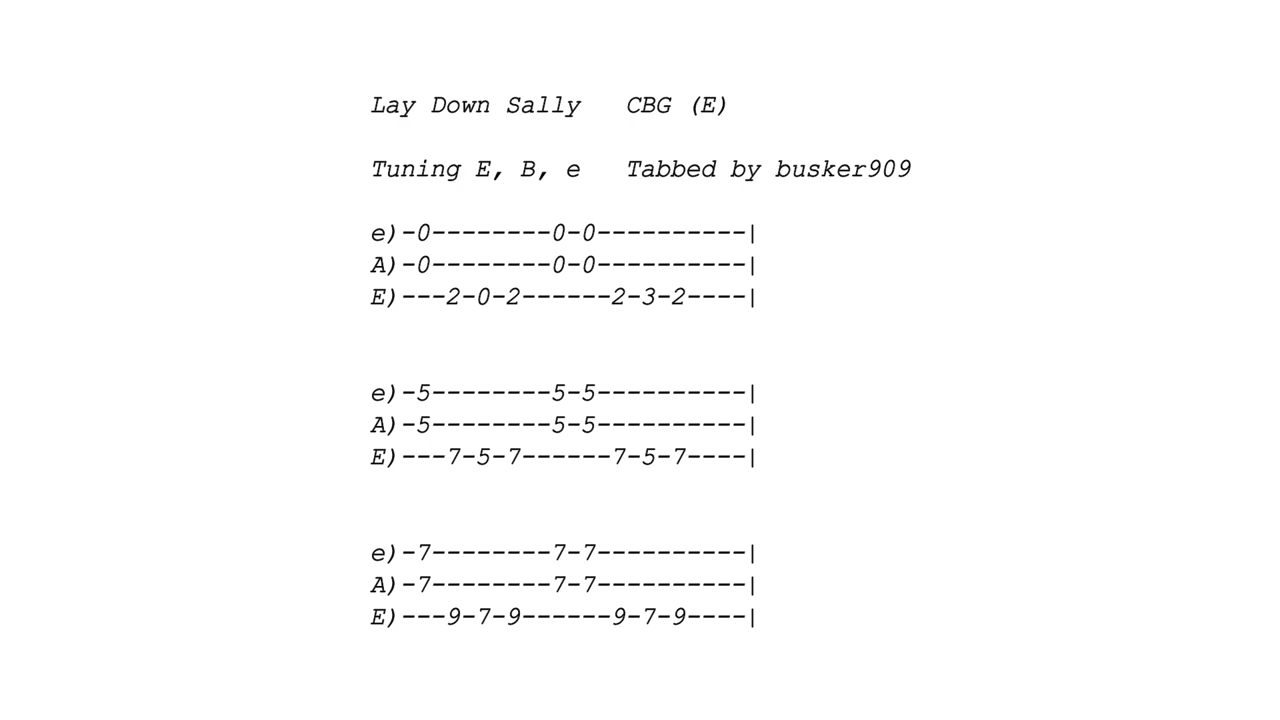 Lay Down Sally   CBG (E)
Tuning E, B, e   Tabbed by busker909
e)-0--------0-0----------|
A)-0--------0-0----------|
E)---2-0-2------2-3-2----|
e)-5--------5-5----------|
A)-5--------5-5----------|
E)---7-5-7------7-5-7----|
e)-7--------7-7----------|
A)-7--------7-7----------|
E)---9-7-9------9-7-9----|